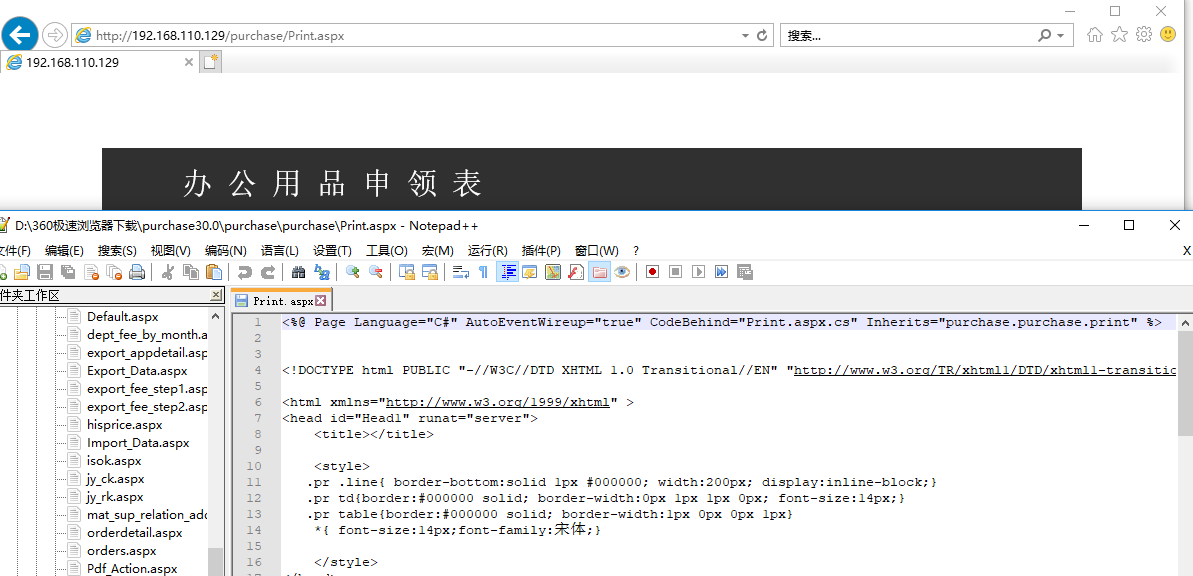 http://192.168.110.129/purchase/Print.aspx
搜索...
192.168.110.129
办公用品申领表
D:\360极速浏览器下载\purchase30.0\purchase\purchase\Print.aspx - Notepad++
文件(F) 编辑(E) 搜索(S) 视图(V) 编码(N) 语言(L) 设置(T) 工具(O) 宏(M) 运行(R) 插件(P) 窗口(W) ? X
件夹工作区
Print.aspx
Default.aspx
dept_fee_by_month.a
export_appdetail.asp
Export_Data.aspx
export_fee_step1.asp
export_fee_step2.asp
hisprice.aspx
Import_Data.aspx
isok.aspx
jy_ck.aspx
jy_rk.aspx
mat_sup_relation_add
orderdetail.aspx
orders.aspx
Pdf_Action.aspx
1 <%@ Page Language="C#" AutoEventWireup="true" CodeBehind="Print.aspx.cs" Inherits="purchase.purchase.print" %>
2
3
4 <!DOCTYPE html PUBLIC "-//W3C//DTD XHTML 1.0 Transitional//EN" "http://www.w3.org/TR/xhtml1/DTD/xhtml1-transitio
5
6 <html xmlns="http://www.w3.org/1999/xhtml" >
7 <head id="Head1" runat="server">
8 <title></title>
9
10 <style>
11 .pr .line{ border-bottom:solid 1px #000000; width:200px; display:inline-block;}
12 .pr td{border:#000000 solid; border-width:0px 1px 1px 0px; font-size:14px;}
13 .pr table{border:#000000 solid; border-width:1px 0px 0px 1px}
14 *{ font-size:14px;font-family:宋体;}
15
16 </style>